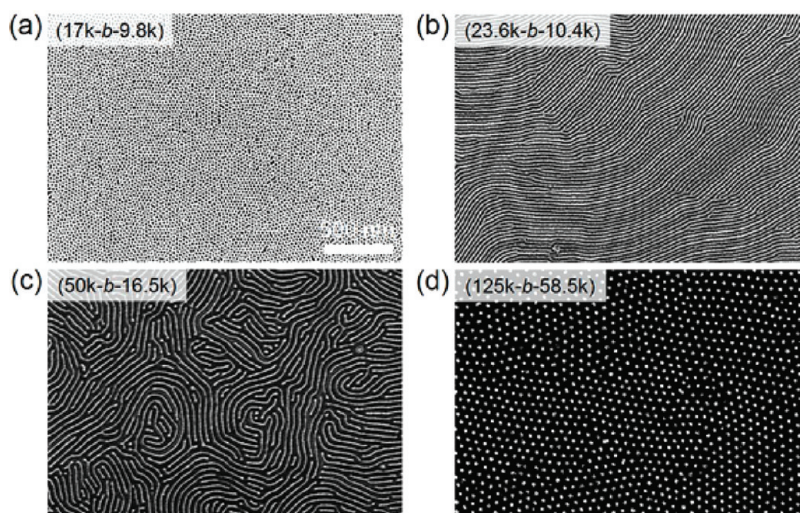 (a) (17k-b-9.8k)
500 nm
(b) (23.6k-b-10.4k)
(c) (50k-b-16.5k)
(d) (125k-b-58.5k)